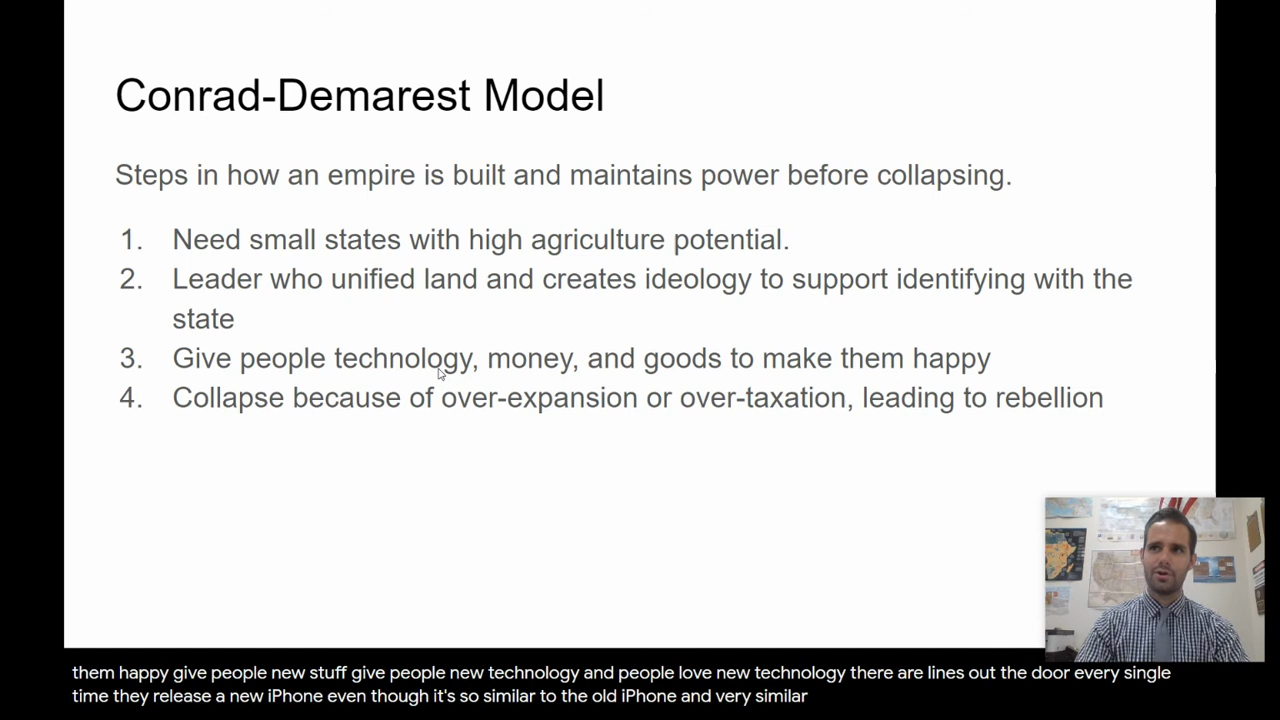 Conrad-Demarest Model
Steps in how an empire is built and maintains power before collapsing.
1. Need small states with high agriculture potential.
2. Leader who unified land and creates ideology to support identifying with the
state
3. Give people technology, money, and goods to make them happy
4. Collapse because of over-expansion or over-taxation, leading to rebellion
them happy give people new stuff give people new technology and people love new technology there are lines out the door every single
time they release a new iPhone even though it's so similar to the old iPhone and very similar